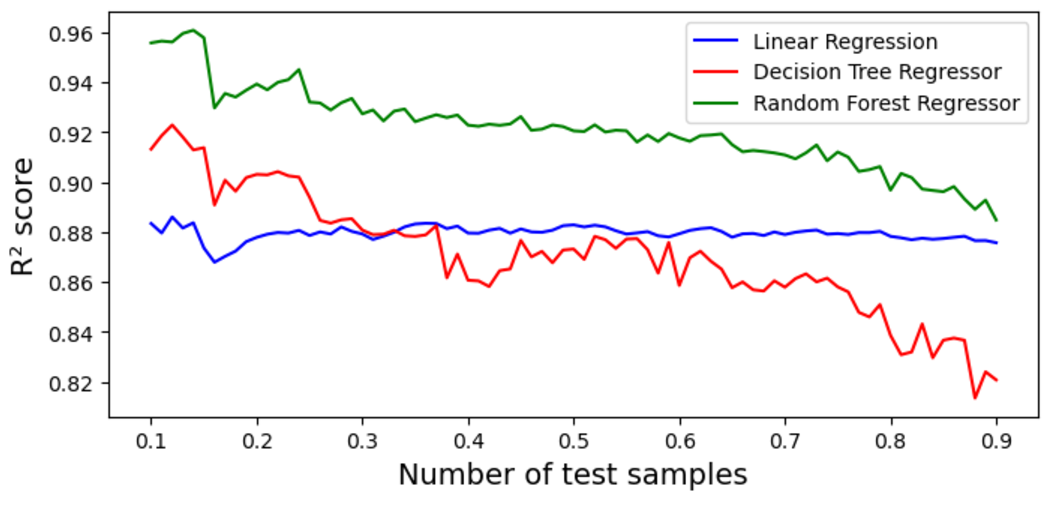 0.96
0.94
0.92
0.90
0.88
0.86
0.84
0.82
R² score
Linear Regression
Decision Tree Regressor
Random Forest Regressor
0.1 0.2 0.3 0.4 0.5 0.6 0.7 0.8 0.9
Number of test samples